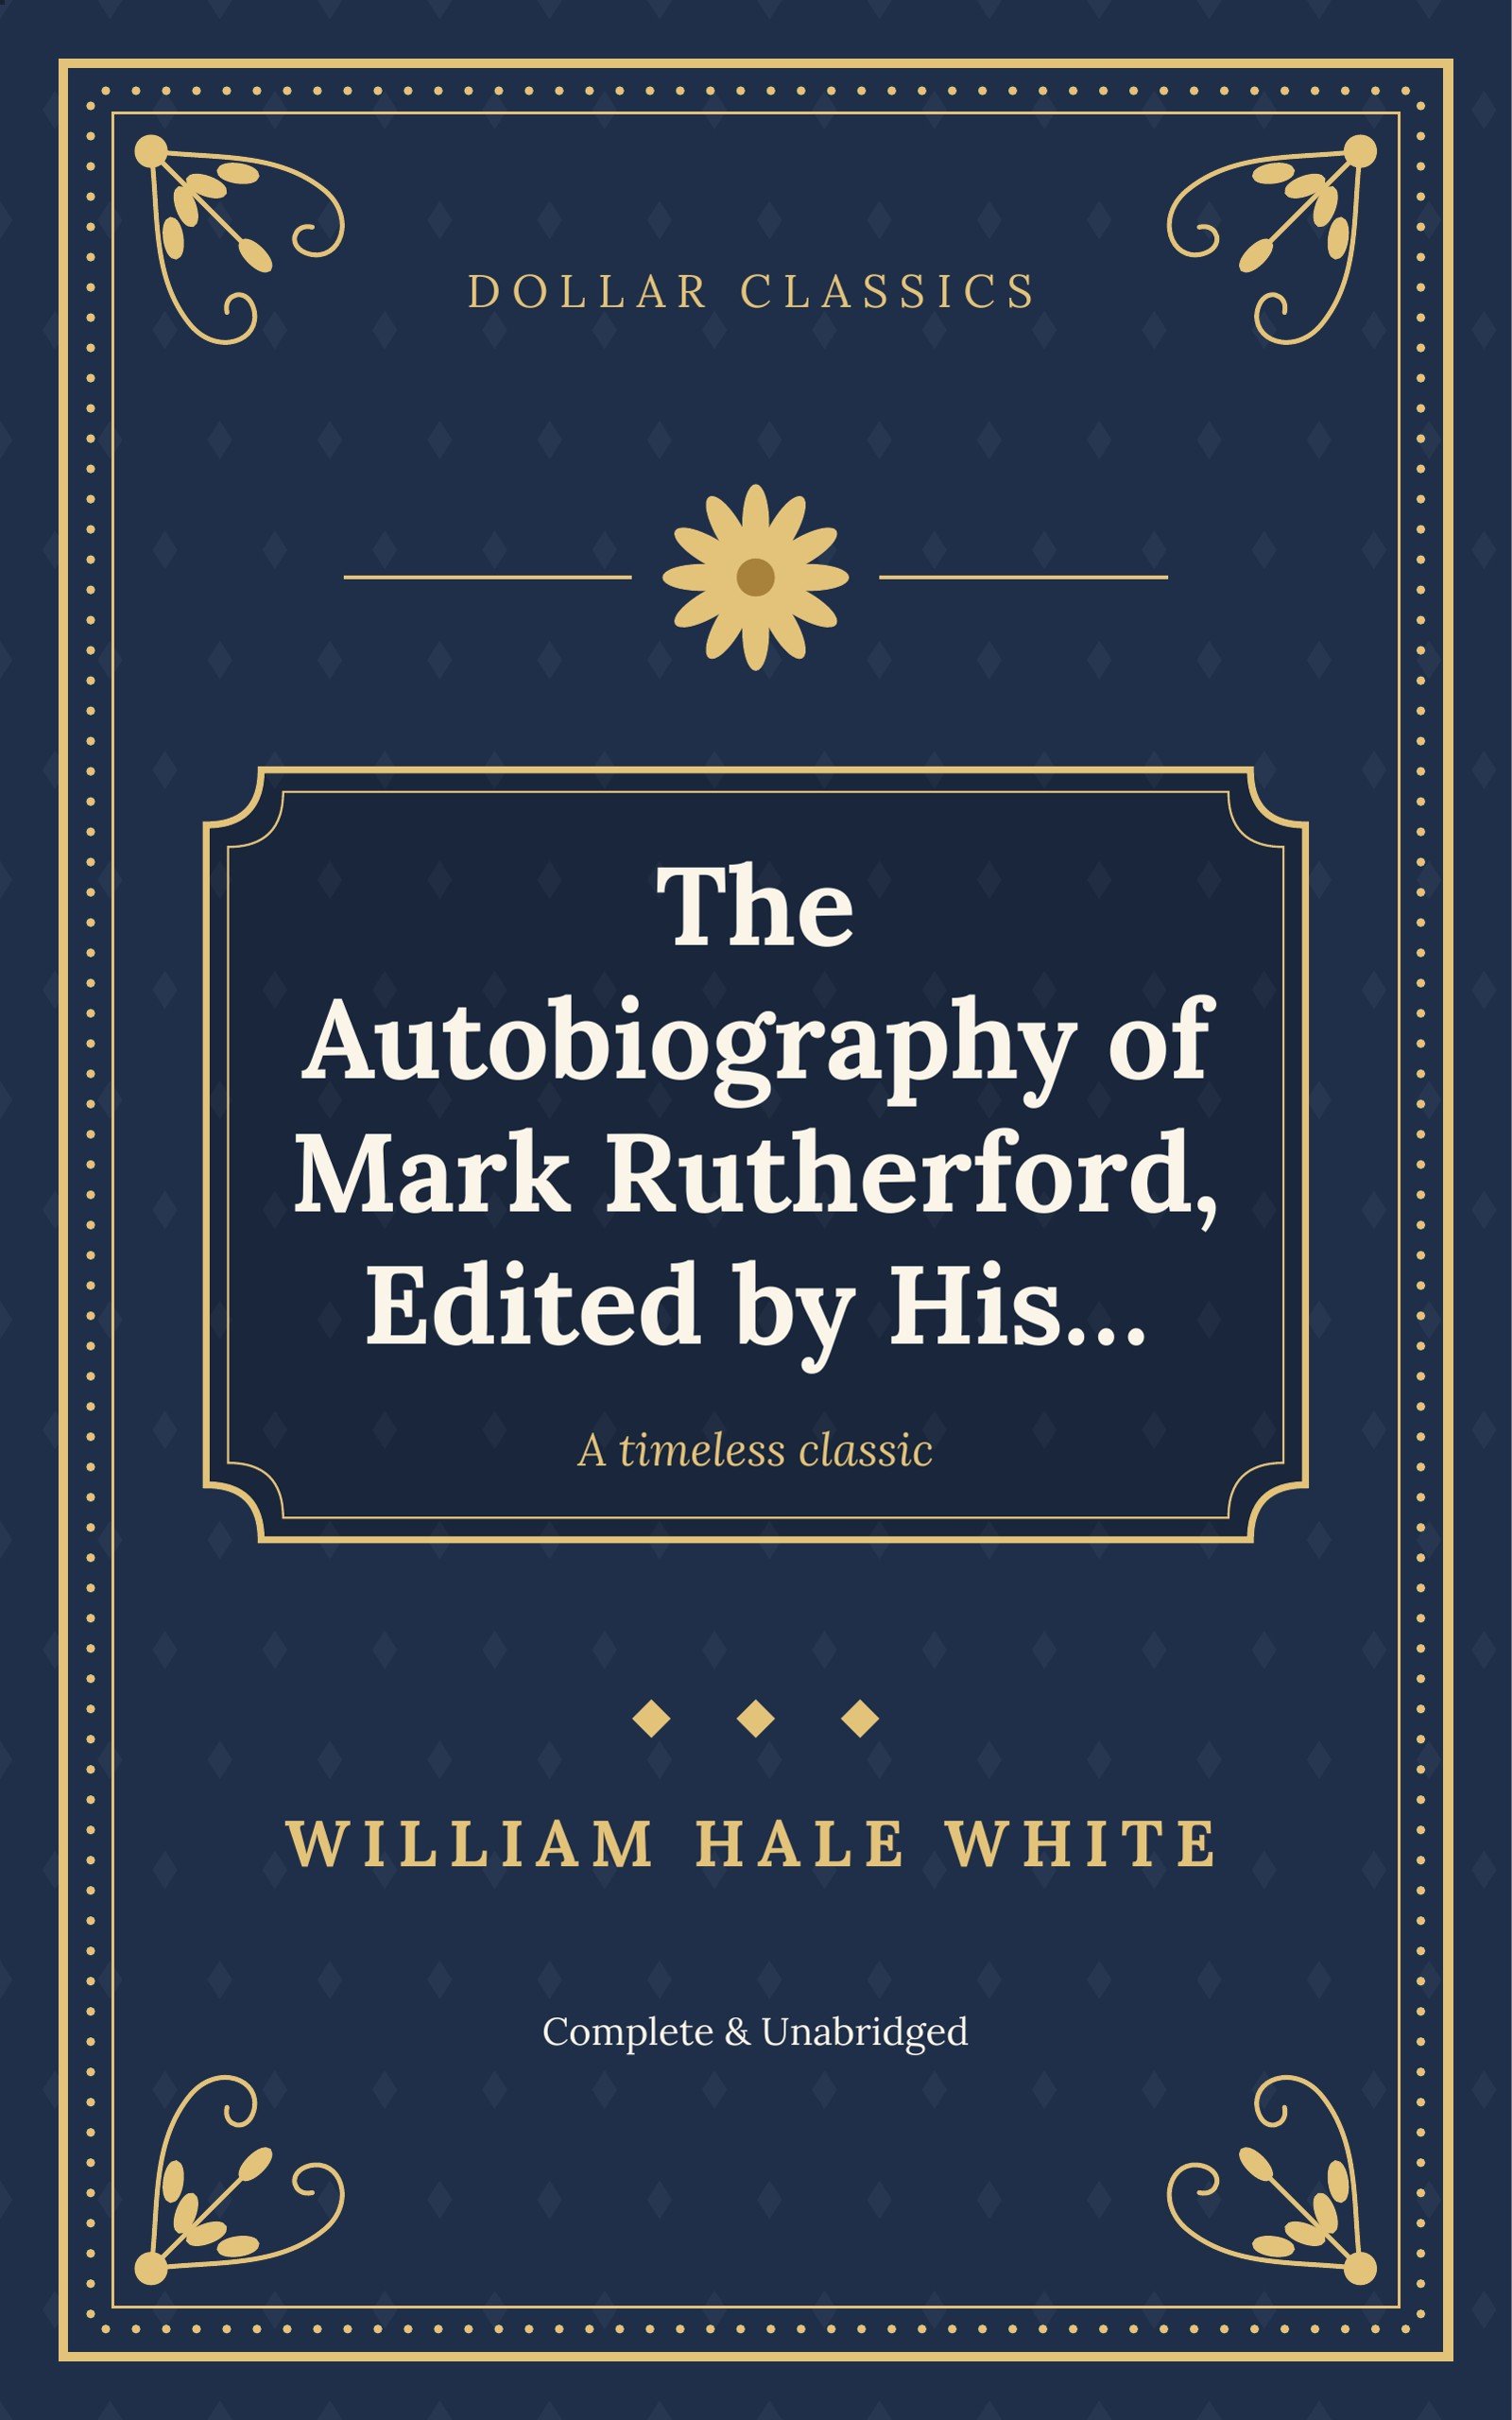 DOLLAR CLASSICS
The
Autobiography of
Mark Rutherford,
Edited by His...
A timeless classic
WILLIAM HALE WHITE
Complete & Unabridged